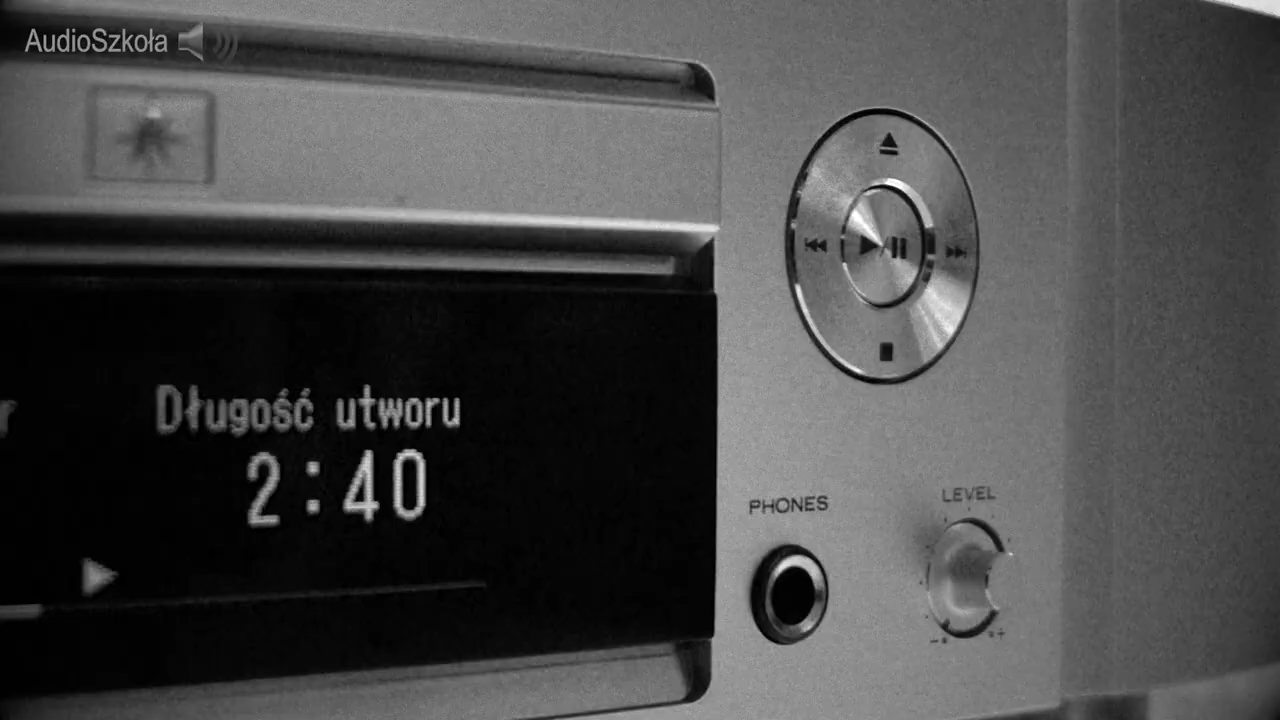 AudioSzkoła
Długość utworu
2:40
PHONES
LEVEL
- +